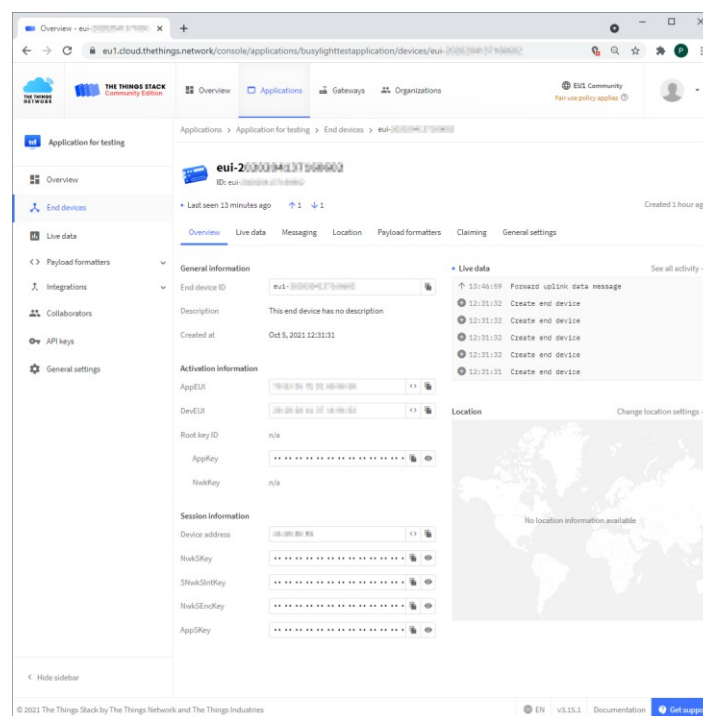 Overview - eui-
eu1.cloud.thethings.network/console/applications/busylighttestapplication/devices/eui-
P
THE THINGS
NETWORK
THE THINGS STACK
Community Edition
Overview
Applications
Gateways
Organizations
EU1 Community
Fair use policy applies
Application for testing
Overview
End devices
Live data
Payload formatters
Integrations
Collaborators
API keys
General settings
Hide sidebar
Applications > Application for testing > End devices > eui-
eui-2
ID: eui-
Last seen 13 minutes ago ↑ 1 ↓ 1
Created 1 hour ag
Overview Live data Messaging Location Payload formatters Claiming General settings
General information
End device ID eui-
Description This end device has no description
Created at Oct 5, 2021 12:31:31
Activation information
AppEUI
DevEUI
Root key ID n/a
AppKey
NwkKey n/a
Session information
Device address
NwkSKey
SNwkSIntKey
NwkSEncKey
AppSKey
Live data See all activity
13:46:59 Forward uplink data message
12:31:32 Create end device
12:31:32 Create end device
12:31:32 Create end device
12:31:31 Create end device
Location Change location settings
No location information available
© 2021 The Things Stack by The Things Network and The Things Industries
EN v3.15.1 Documentation Get suppo